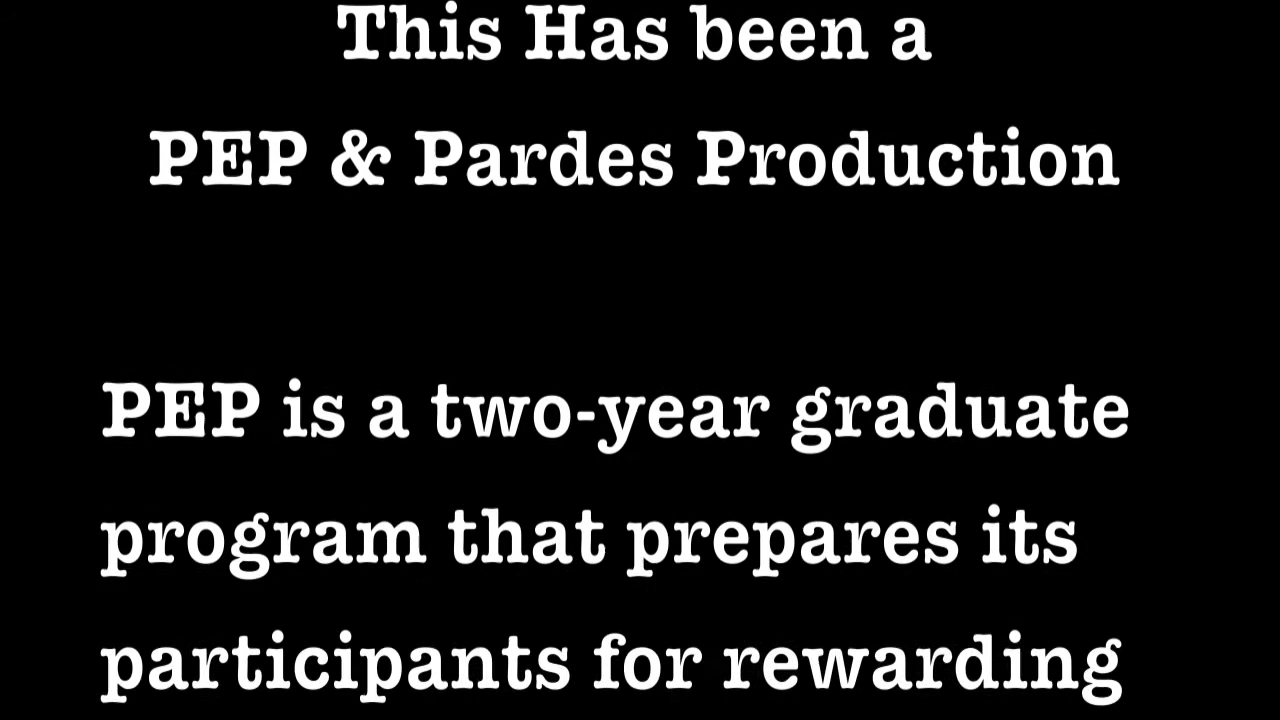 This Has been a
PEP & Pardes Production
PEP is a two-year graduate
program that prepares its
participants for rewarding